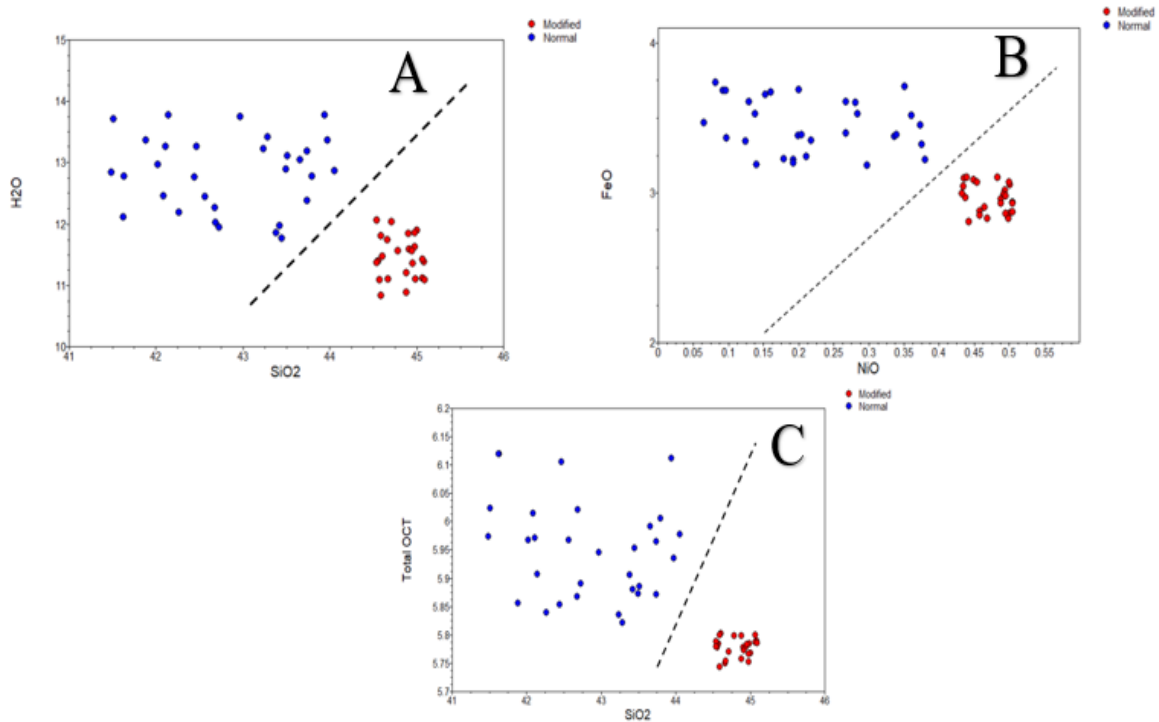 Modified
Normal
A
15
14
13
12
11
10
H2O
41
42
43
44
45
46
SiO2
Modified
Normal
B
4
3
2
FeO
0
0.05
0.1
0.15
0.2
0.25
0.3
0.35
0.4
0.45
0.5
0.55
NiO
Modified
Normal
C
6.2
6.15
6.1
6.05
6
5.95
5.9
5.85
5.8
5.75
5.7
Total OCT
41
42
43
44
45
46
SiO2